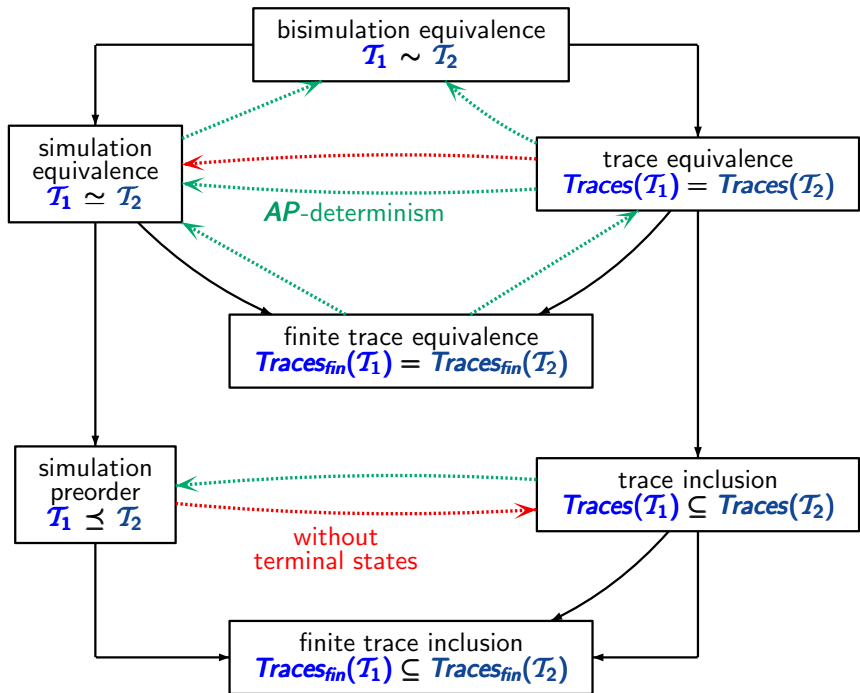 bisimulation equivalence
𝒯₁ ∼ 𝒯₂
simulation
equivalence
𝒯₁ ≃ 𝒯₂
trace equivalence
Traces(𝒯₁) = Traces(𝒯₂)
AP-determinism
finite trace equivalence
Traces_fin(𝒯₁) = Traces_fin(𝒯₂)
simulation
preorder
𝒯₁ ⪯ 𝒯₂
trace inclusion
Traces(𝒯₁) ⊆ Traces(𝒯₂)
without
terminal states
finite trace inclusion
Traces_fin(𝒯₁) ⊆ Traces_fin(𝒯₂)